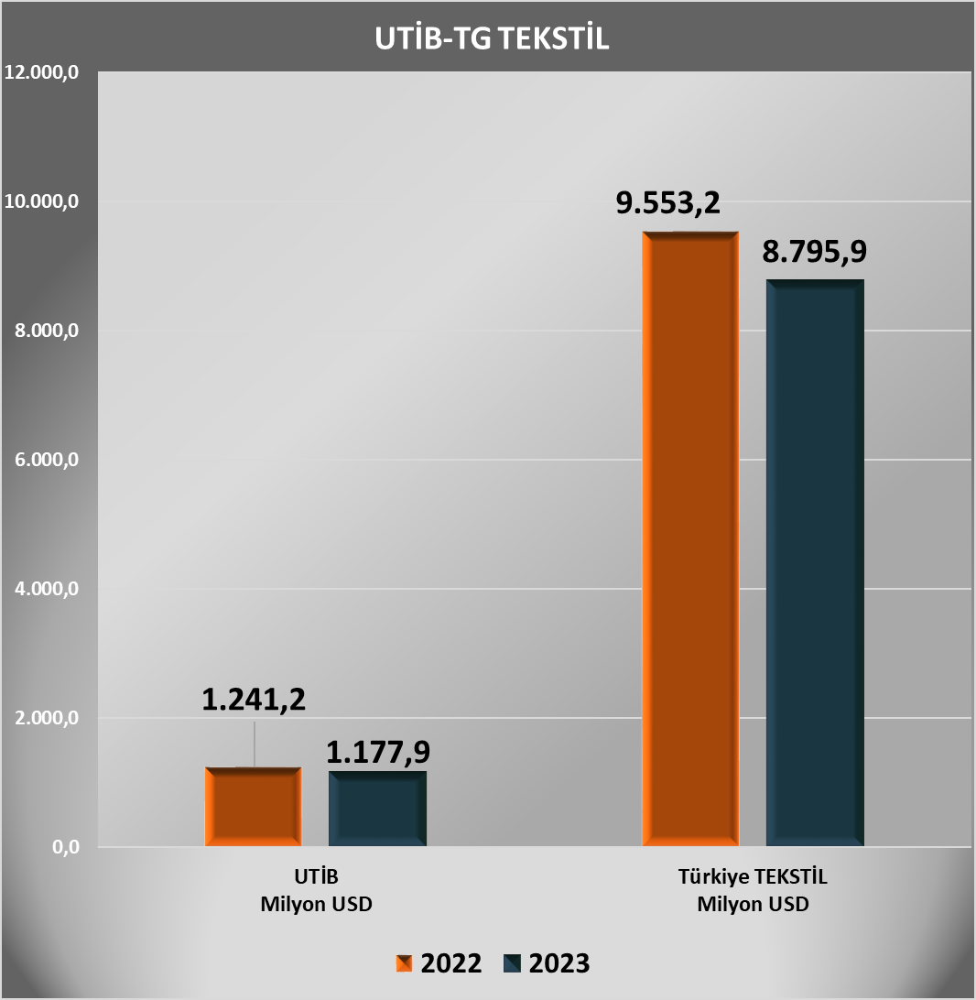 UTİB-TG TEKSTİL
12.000,0
10.000,0
8.000,0
6.000,0
4.000,0
2.000,0
0,0
9.553,2
8.795,9
1.241,2
1.177,9
UTİB
Milyon USD
Türkiye TEKSTİL
Milyon USD
2022
2023